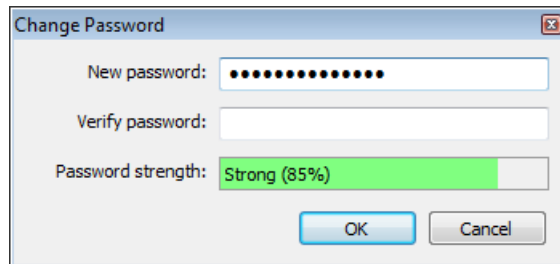 Change Password
New password: ••••••••••••••
Verify password:
Password strength: Strong (85%)
OK Cancel